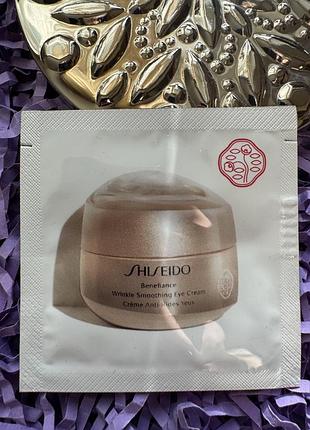 SHISEIDO
Benefiance
Wrinkle Smoothing Eye Cream
Crème Anti-Rides Yeux